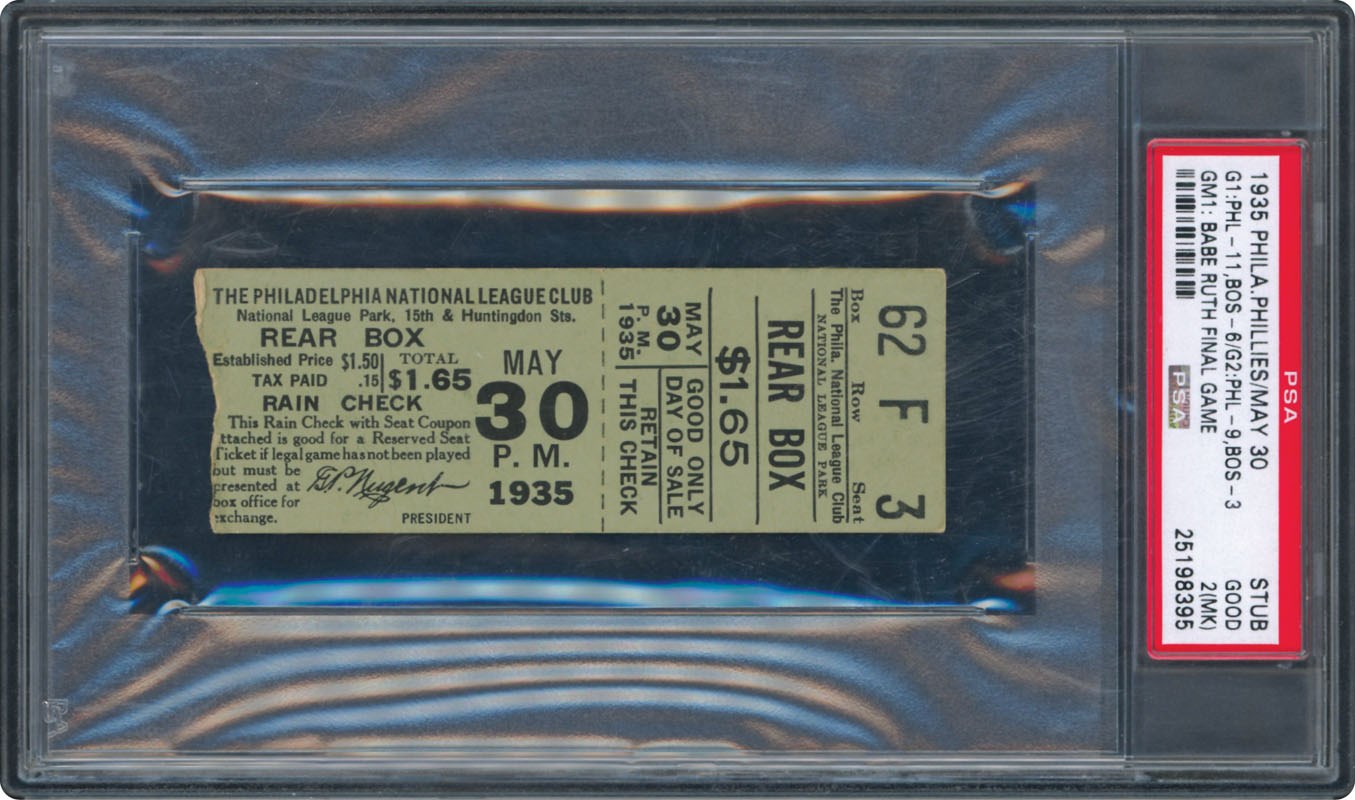 THE PHILADELPHIA NATIONAL LEAGUE CLUB
National League Park, 15th & Huntingdon Sts.
REAR BOX
Established Price $1.50
TAX PAID .15
TOTAL
$1.65
RAIN CHECK
This Rain Check with Seat Coupon
ttached is good for a Reserved Seat
Ticket if legal game has not been played
but must be
presented at
box office for
xchange.
G.P. Nugent
PRESIDENT
MAY
30
P. M.
1935
62 F 3
Box Row Seat
The Phila. National League Club
NATIONAL LEAGUE PARK
REAR BOX
$1.65
MAY
30
P. M.
1935
GOOD ONLY
DAY OF SALE
RETAIN
THIS CHECK
PSA
1935 PHILA.PHILLIES/MAY 30 STUB
G1:PHL-11,BOS-6/G2:PHL-9,BOS-3 GOOD
GM1: BABE RUTH FINAL GAME 2(MK)
PSA
25198395